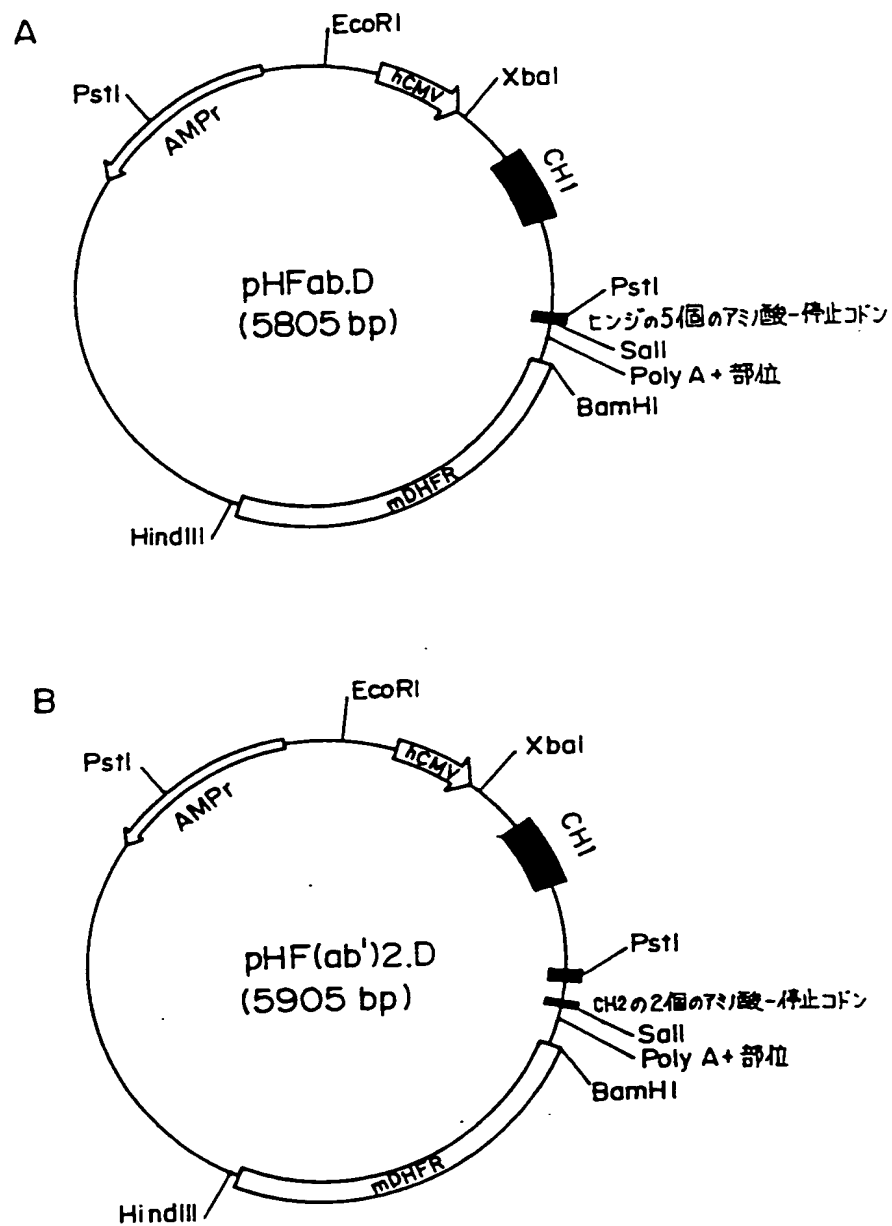 A
EcoRI
PstI
hCMV
XbaI
AMPr
CH1
pHFab.D
(5805 bp)
PstI
ヒンジの5個のアミノ酸-停止コドン
SalI
Poly A+ 部位
BamHI
mDHFR
HindIII
B
EcoRI
PstI
hCMV
XbaI
AMPr
CH1
pHF(ab')2.D
(5905 bp)
PstI
CH2の2個のアミノ酸-停止コドン
SalI
Poly A+ 部位
BamHI
mDHFR
HindIII